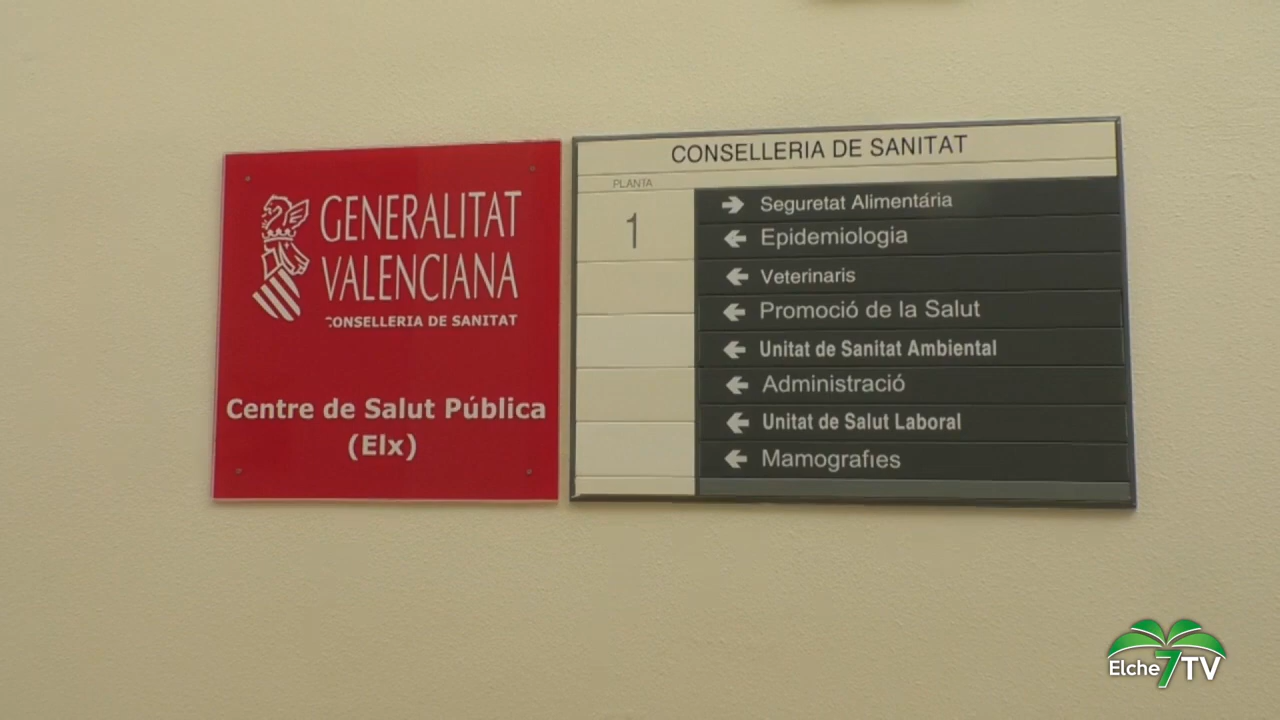 GENERALITAT
VALENCIANA
CONSELLERIA DE SANITAT
Centre de Salut Pública
(Elx)
CONSELLERIA DE SANITAT
PLANTA
1
Seguretat Alimentária
Epidemiologia
Veterinaris
Promoció de la Salut
Unitat de Sanitat Ambiental
Administració
Unitat de Salut Laboral
Mamografies
Elche 7 TV